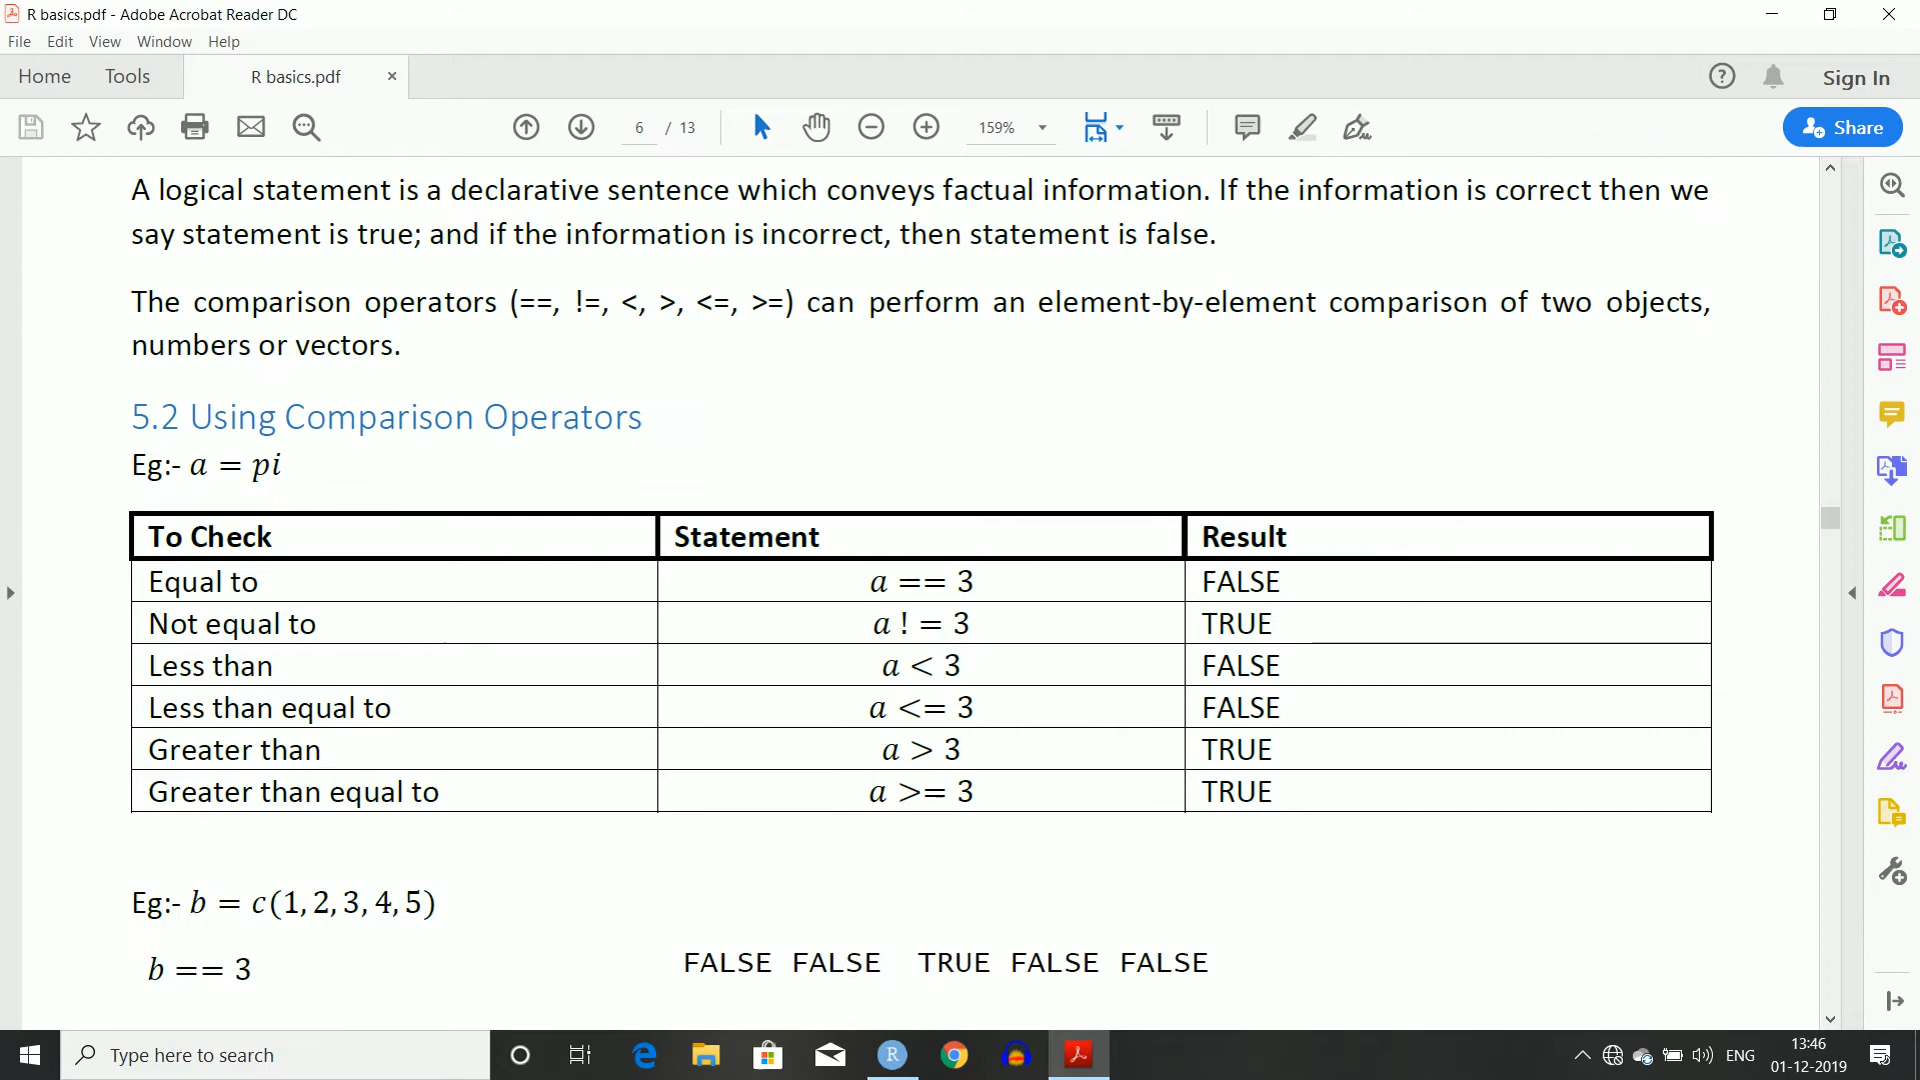 R basics.pdf - Adobe Acrobat Reader DC
File Edit View Window Help
Home Tools R basics.pdf × Sign In
6 / 13 159% Share
A logical statement is a declarative sentence which conveys factual information. If the information is correct then we
say statement is true; and if the information is incorrect, then statement is false.
The comparison operators (==, !=, <, >, <=, >=) can perform an element-by-element comparison of two objects,
numbers or vectors.
5.2 Using Comparison Operators
Eg:- a = pi
To Check Statement Result
Equal to a == 3 FALSE
Not equal to a ! = 3 TRUE
Less than a < 3 FALSE
Less than equal to a <= 3 FALSE
Greater than a > 3 TRUE
Greater than equal to a >= 3 TRUE
Eg:- b = c(1, 2, 3, 4, 5)
b == 3 FALSE FALSE TRUE FALSE FALSE
Type here to search R ENG 13:46
01-12-2019